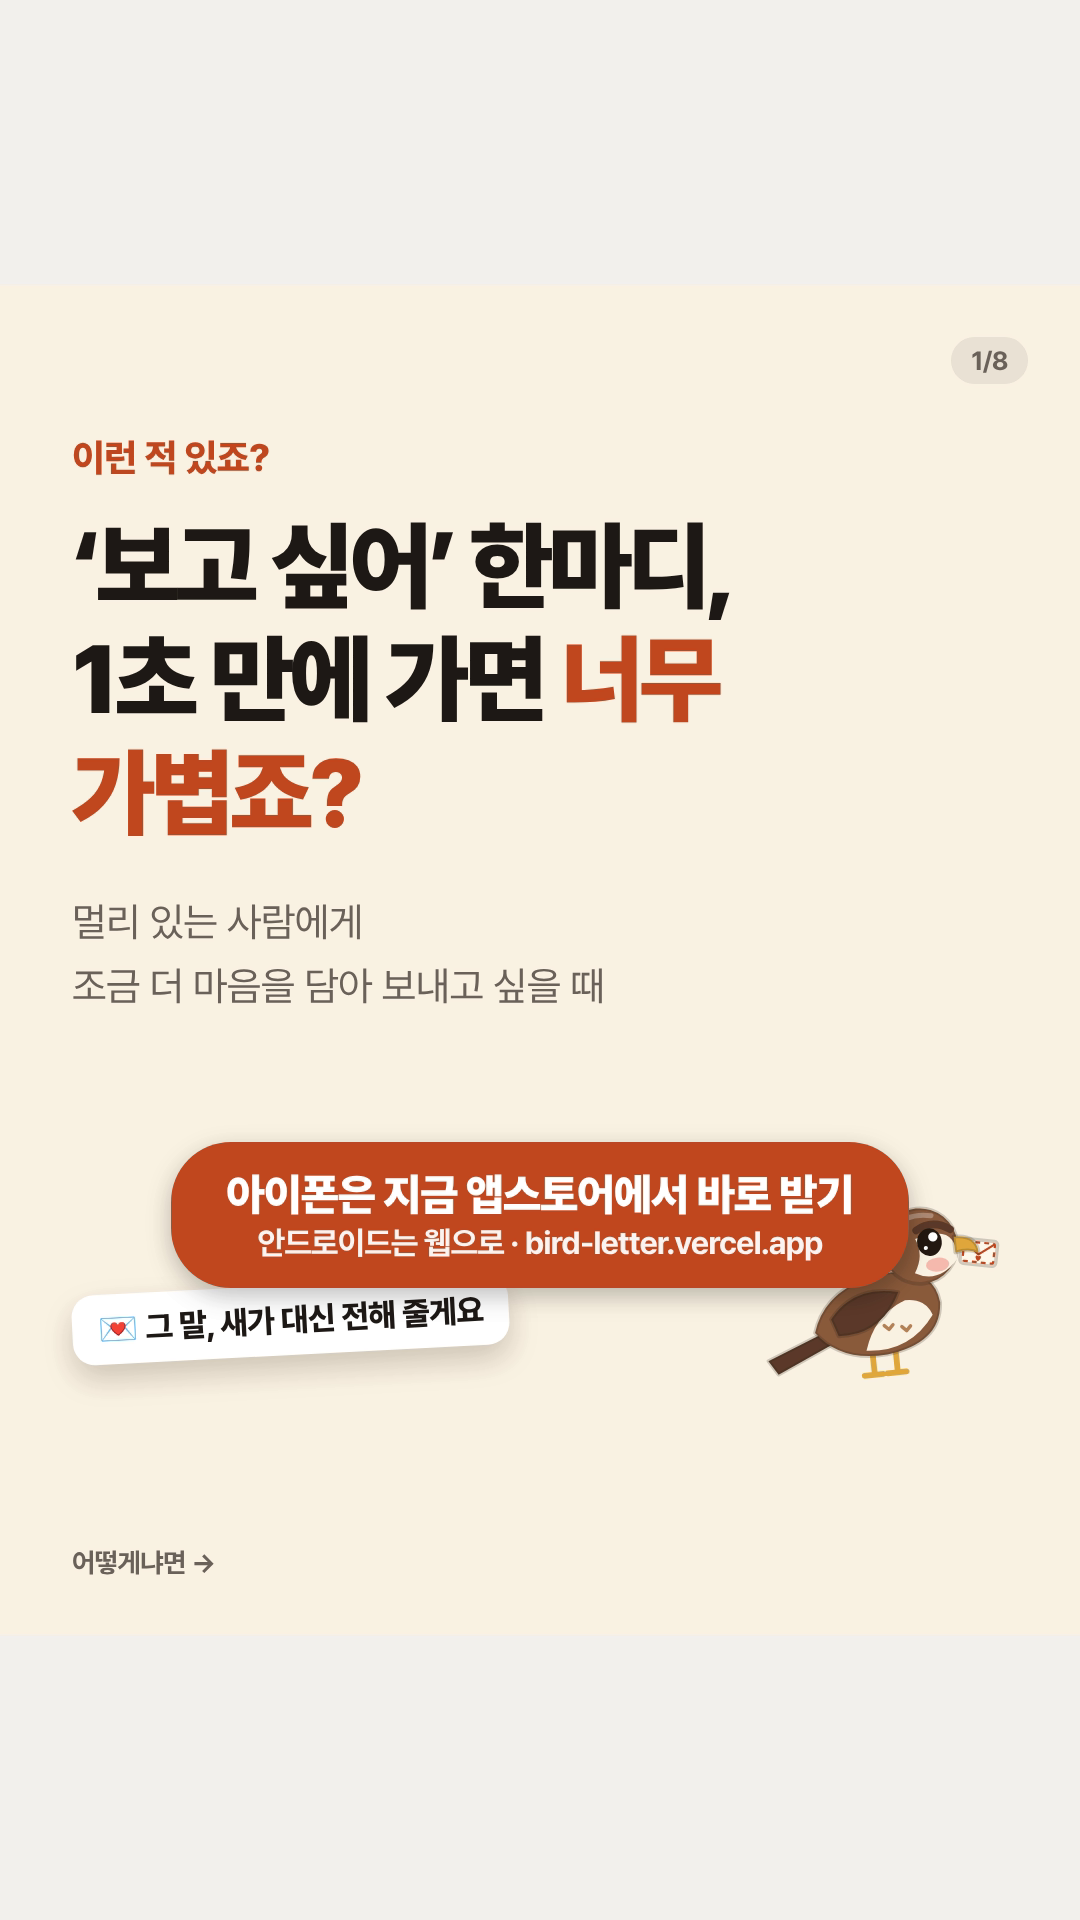 1/8
이런 적 있죠?
‘보고 싶어’ 한마디,
1초 만에 가면 너무
가볍죠?
멀리 있는 사람에게
조금 더 마음을 담아 보내고 싶을 때
아이폰은 지금 앱스토어에서 바로 받기
안드로이드는 웹으로 · bird-letter.vercel.app
💌 그 말, 새가 대신 전해 줄게요
어떻게냐면 →